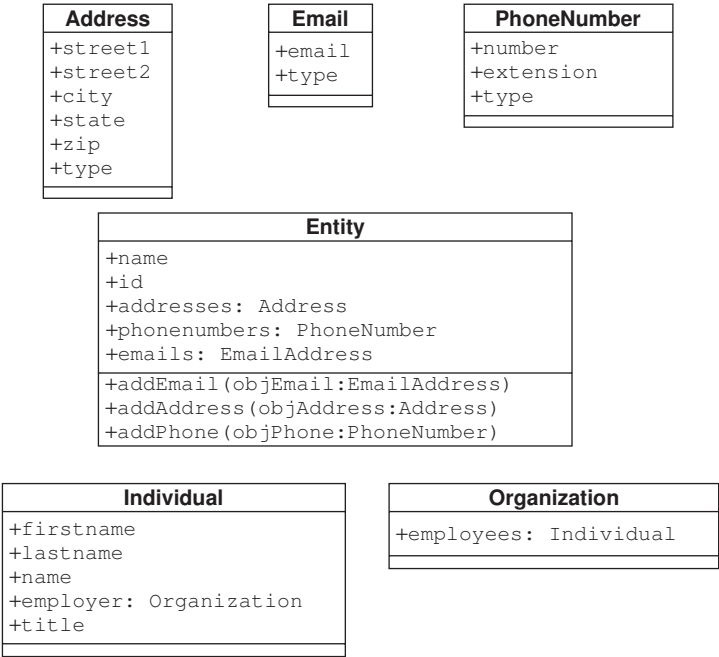 Address
+street1
+street2
+city
+state
+zip
+type
Email
+email
+type
PhoneNumber
+number
+extension
+type
Entity
+name
+id
+addresses: Address
+phonenumbers: PhoneNumber
+emails: EmailAddress
+addEmail(objEmail:EmailAddress)
+addAddress(objAddress:Address)
+addPhone(objPhone:PhoneNumber)
Individual
+firstname
+lastname
+name
+employer: Organization
+title
Organization
+employees: Individual